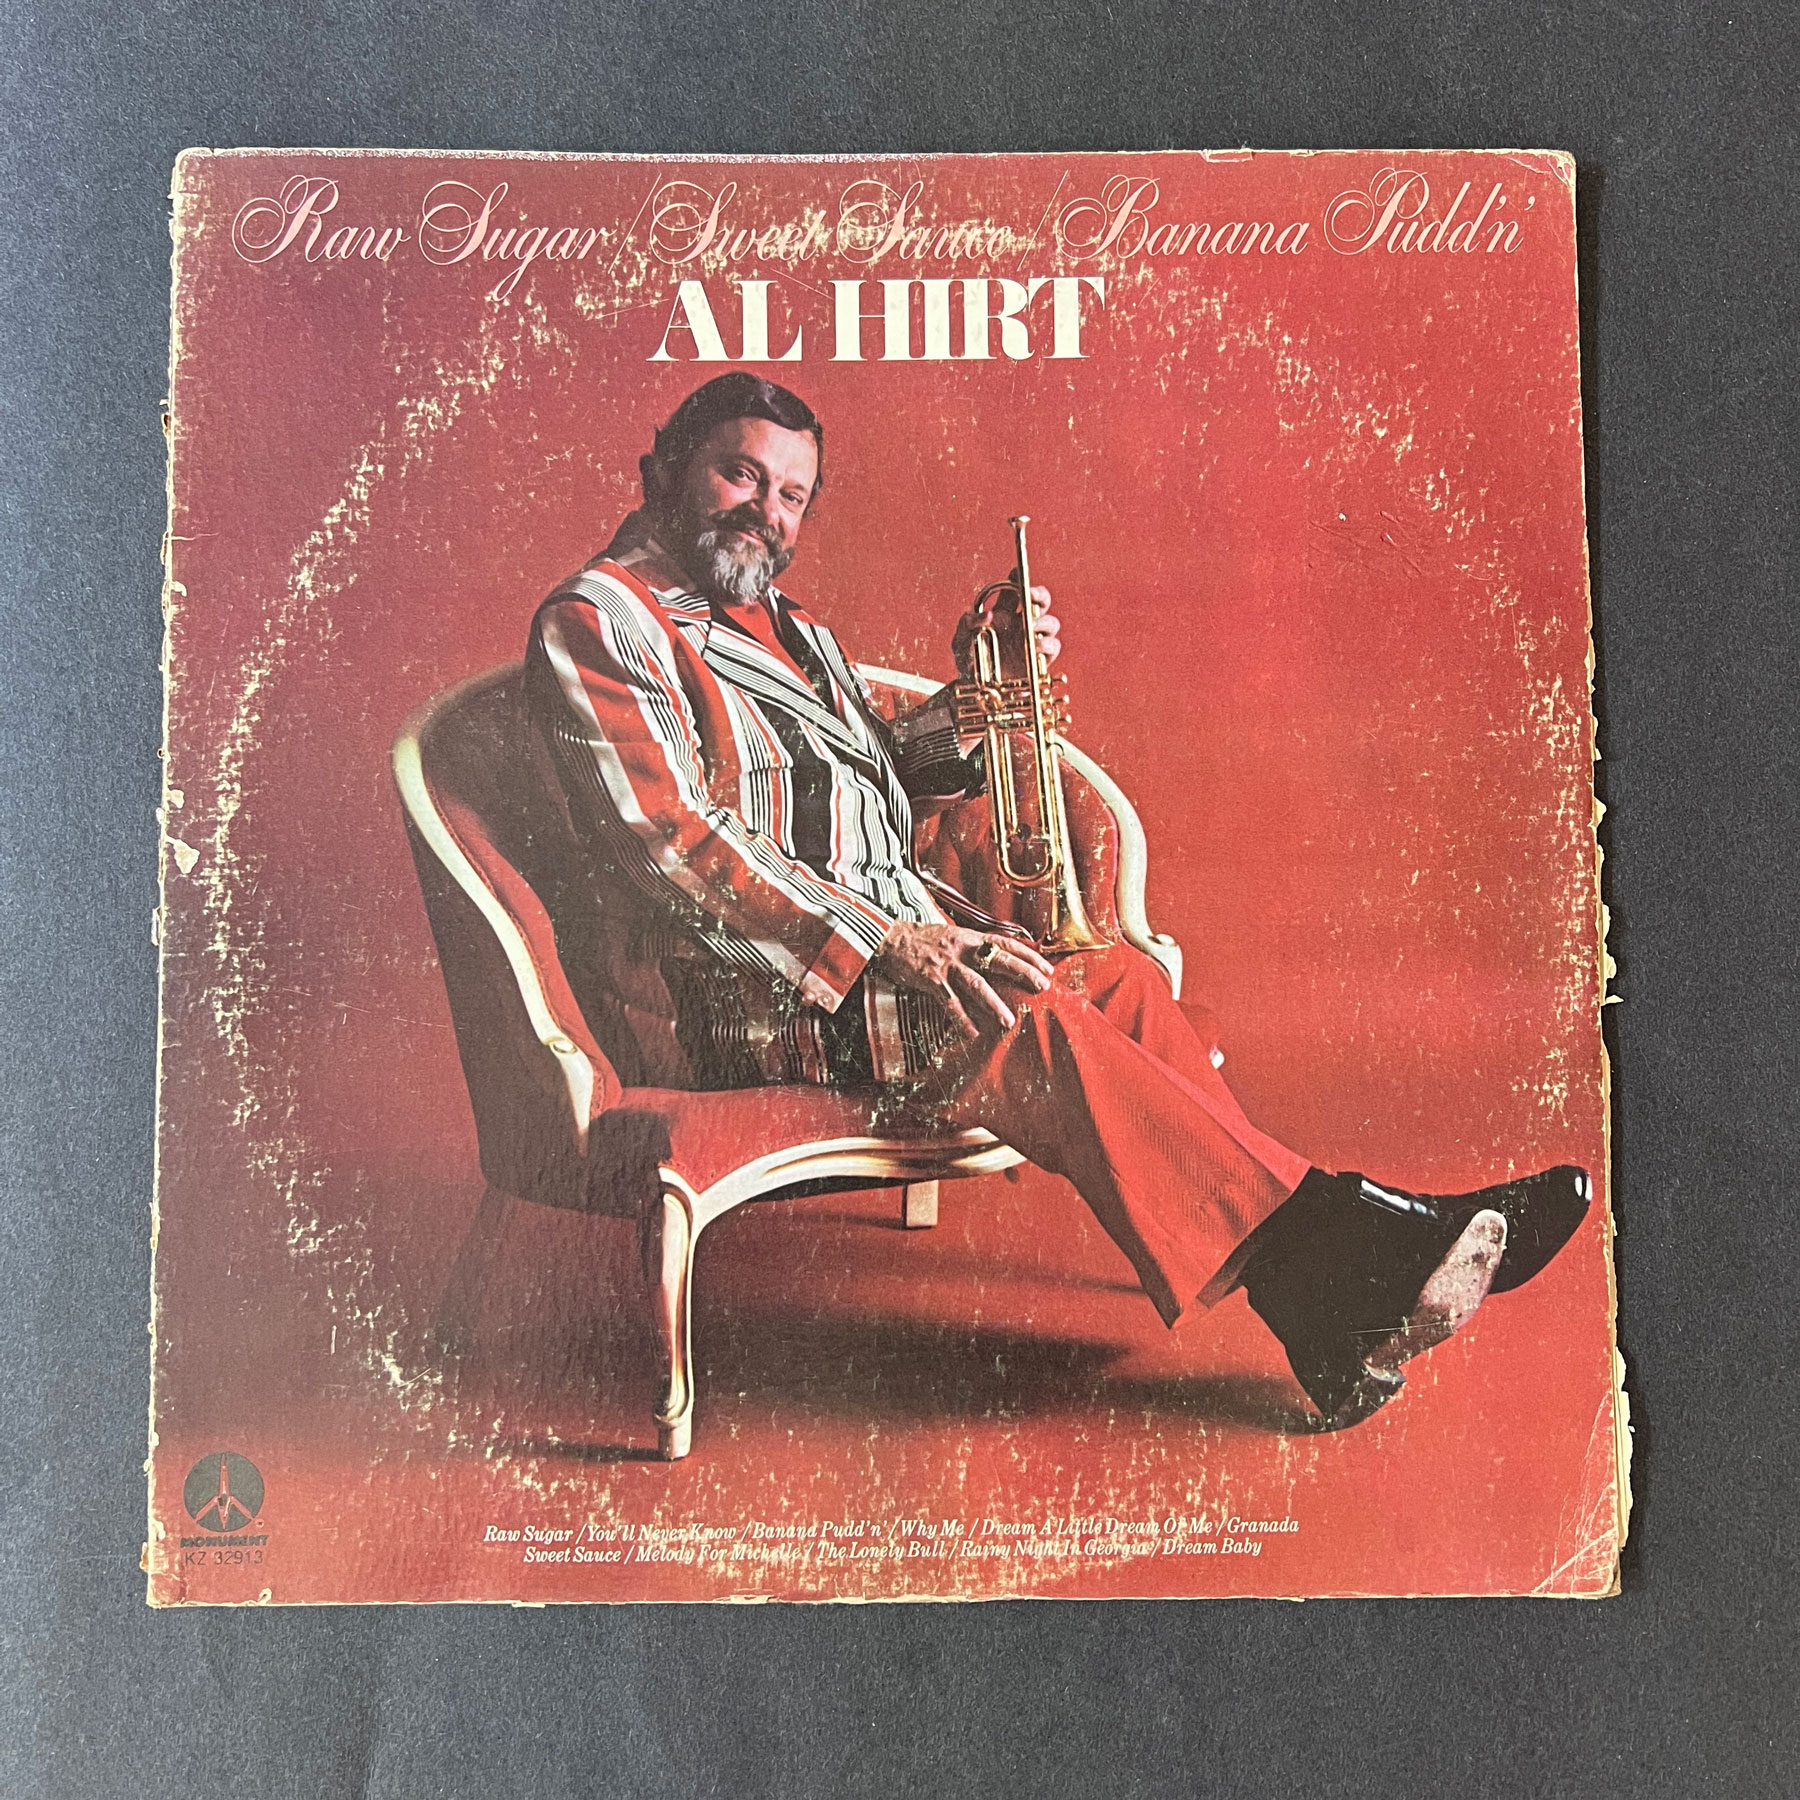 Raw Sugar / Sweet Sauce / Banana Pudd'n'
AL HIRT
MONUMENT
KZ 32913
Raw Sugar / You'll Never Know / Banana Pudd'n' / Why Me / Dream A Little Dream Of Me / Granada
Sweet Sauce / Melody For Michelle / The Lonely Bull / Rainy Night In Georgia / Dream Baby